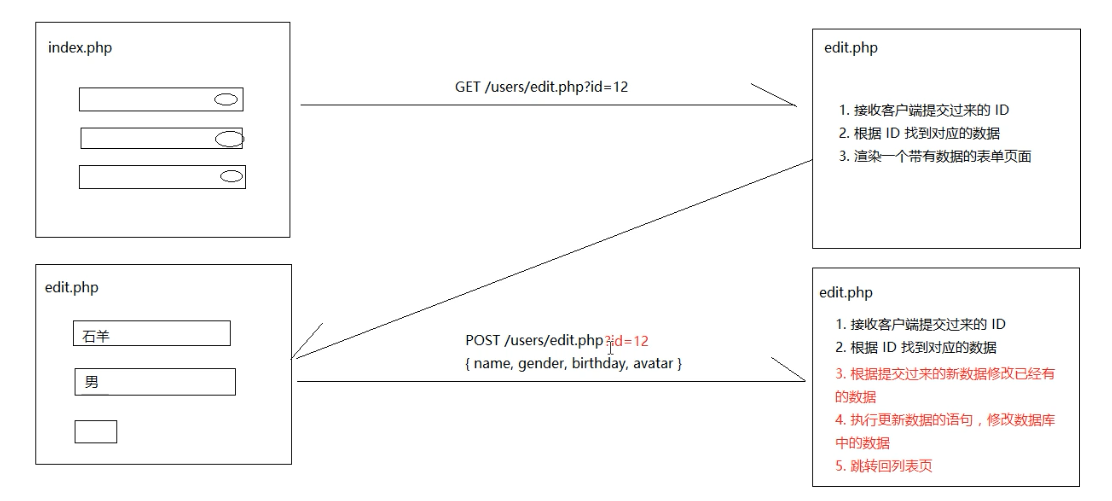 index.php
GET /users/edit.php?id=12
edit.php
1. 接收客户端提交过来的 ID
2. 根据 ID 找到对应的数据
3. 渲染一个带有数据的表单页面
edit.php
石羊
男
POST /users/edit.php?id=12
{ name, gender, birthday, avatar }
edit.php
1. 接收客户端提交过来的 ID
2. 根据 ID 找到对应的数据
3. 根据提交过来的新数据修改已经有
的数据
4. 执行更新数据的语句，修改数据库
中的数据
5. 跳转回列表页